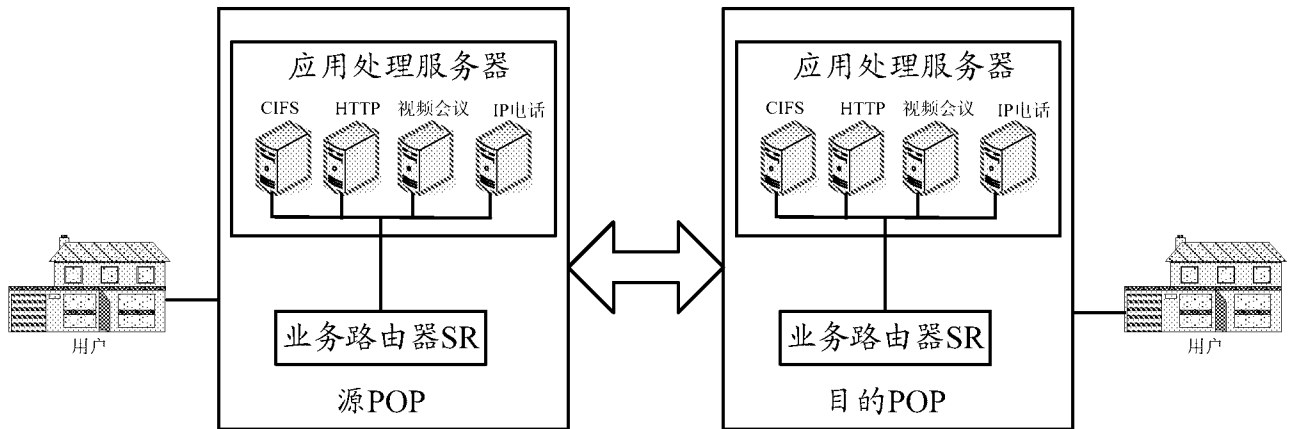 应用处理服务器
CIFS HTTP 视频会议 IP电话
业务路由器SR
源POP
用户
应用处理服务器
CIFS HTTP 视频会议 IP电话
业务路由器SR
目的POP
用户